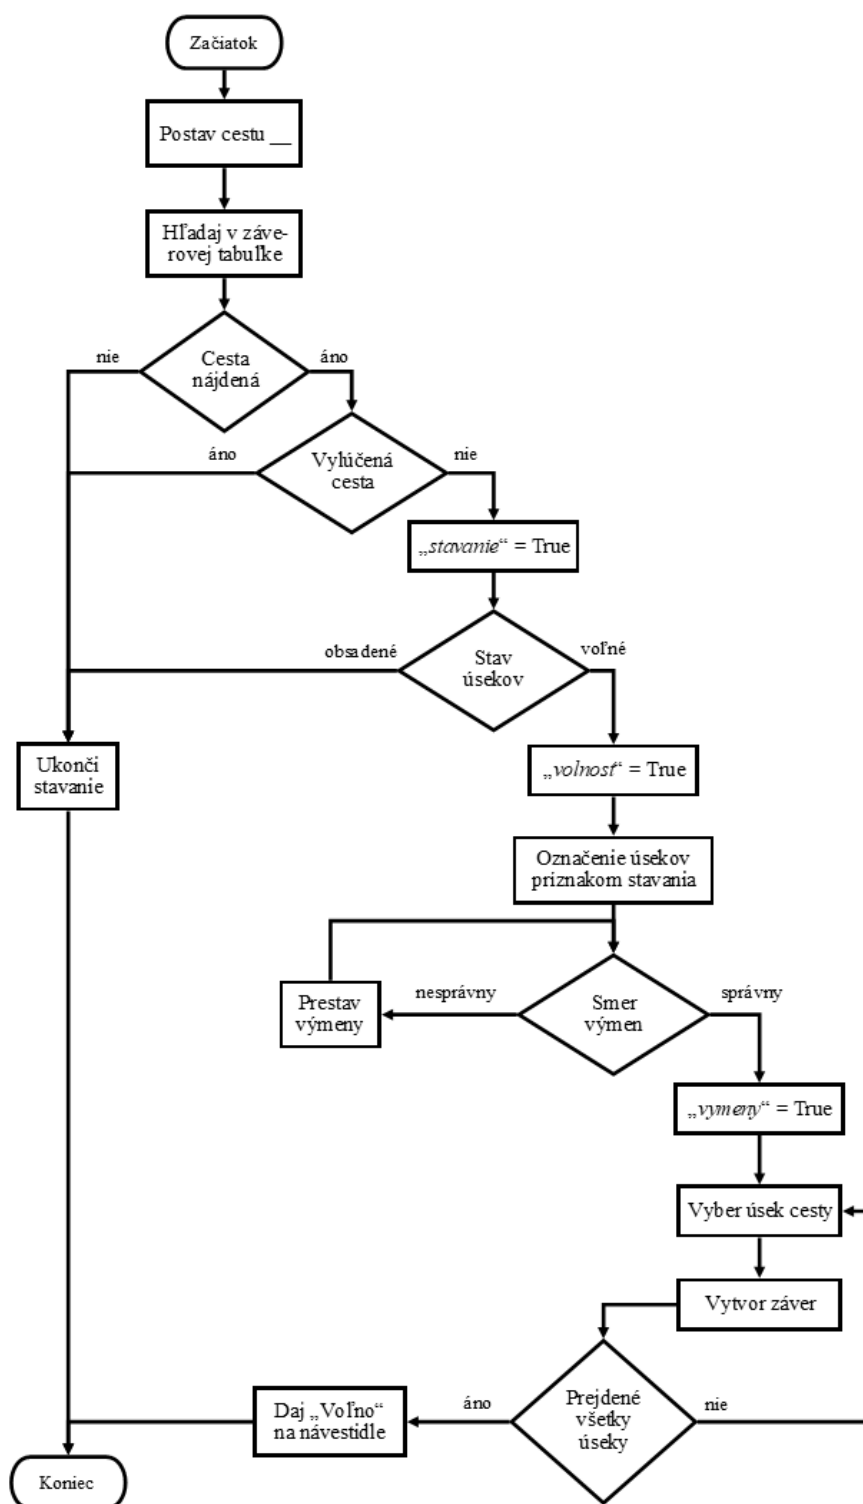 Začiatok
Postav cestu __
Hľadaj v záve-
rovej tabuľke
nie
áno
Cesta
nájdená
áno
nie
Vylúčená
cesta
„stavanie“ = True
obsadené
voľné
Stav
úsekov
Ukonči
stavanie
„volnost“ = True
Označenie úsekov
priznakom stavania
nesprávny
správny
Prestav
výmeny
Smer
výmen
„vymeny“ = True
Vyber úsek cesty
Vytvor záver
Daj „Voľno“
na návestidle
áno
Prejdené
všetky
úseky
nie
Koniec